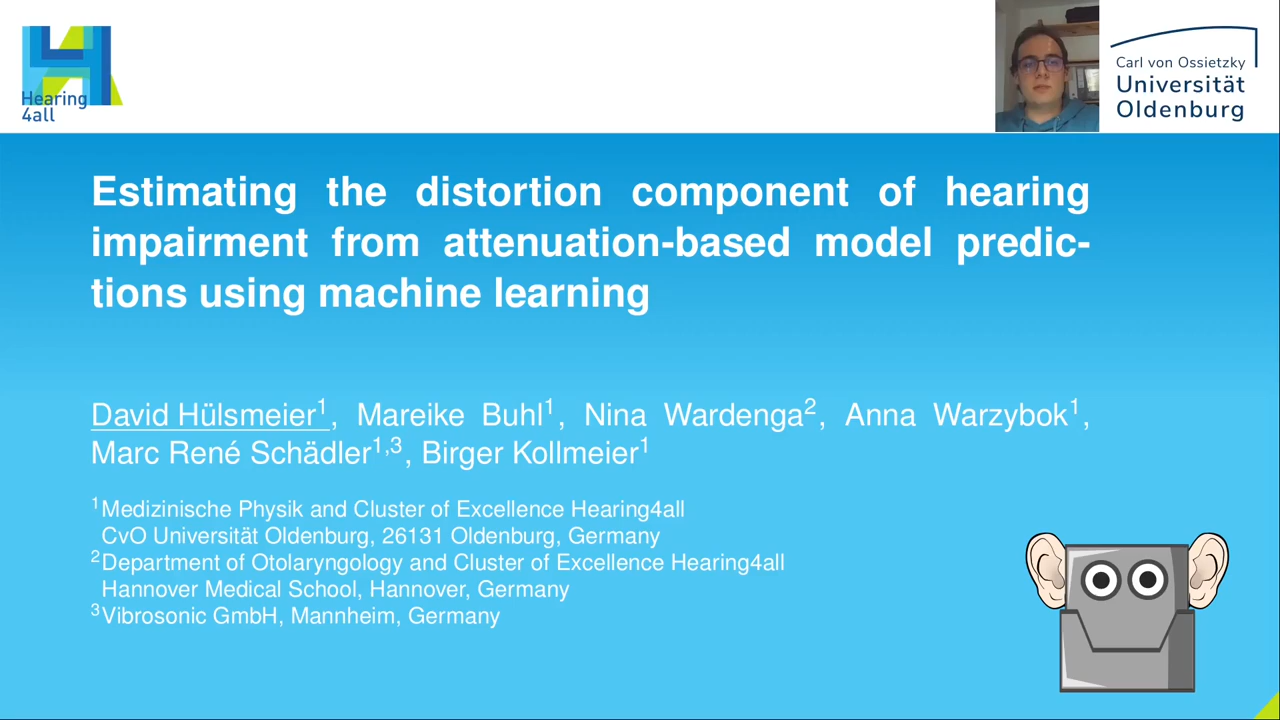 Hearing
4all
Carl von Ossietzky
Universität
Oldenburg
Estimating the distortion component of hearing
impairment from attenuation-based model predic-
tions using machine learning
David Hülsmeier1, Mareike Buhl1, Nina Wardenga2, Anna Warzybok1,
Marc René Schädler1,3, Birger Kollmeier1
1Medizinische Physik and Cluster of Excellence Hearing4all
CvO Universität Oldenburg, 26131 Oldenburg, Germany
2Department of Otolaryngology and Cluster of Excellence Hearing4all
Hannover Medical School, Hannover, Germany
3Vibrosonic GmbH, Mannheim, Germany